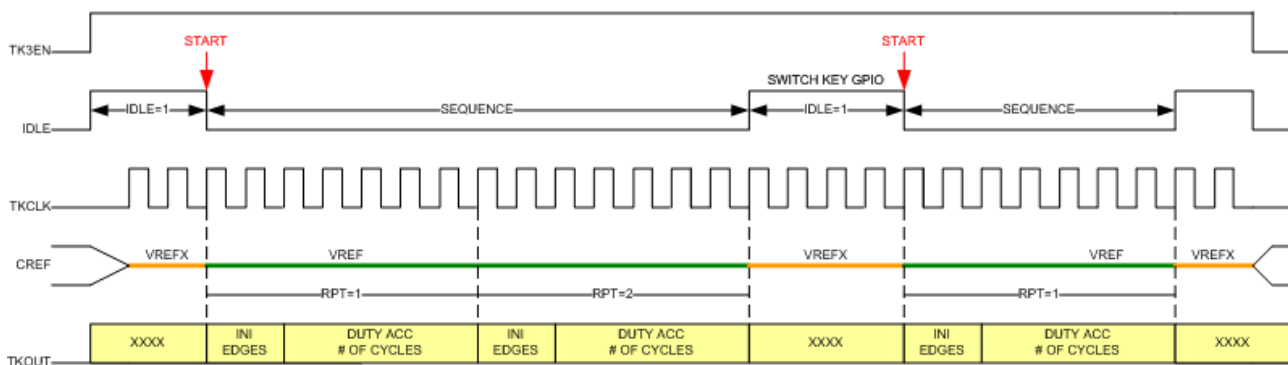 TK3EN
START
START
SWITCH KEY GPIO
IDLE=1
SEQUENCE
IDLE=1
SEQUENCE
IDLE
TKCLK
VREFX
VREF
VREFX
VREF
VREFX
CREF
RPT=1
RPT=2
RPT=1
XXXX
INI
EDGES
DUTY ACC
# OF CYCLES
INI
EDGES
DUTY ACC
# OF CYCLES
XXXX
INI
EDGES
DUTY ACC
# OF CYCLES
XXXX
TKOUT